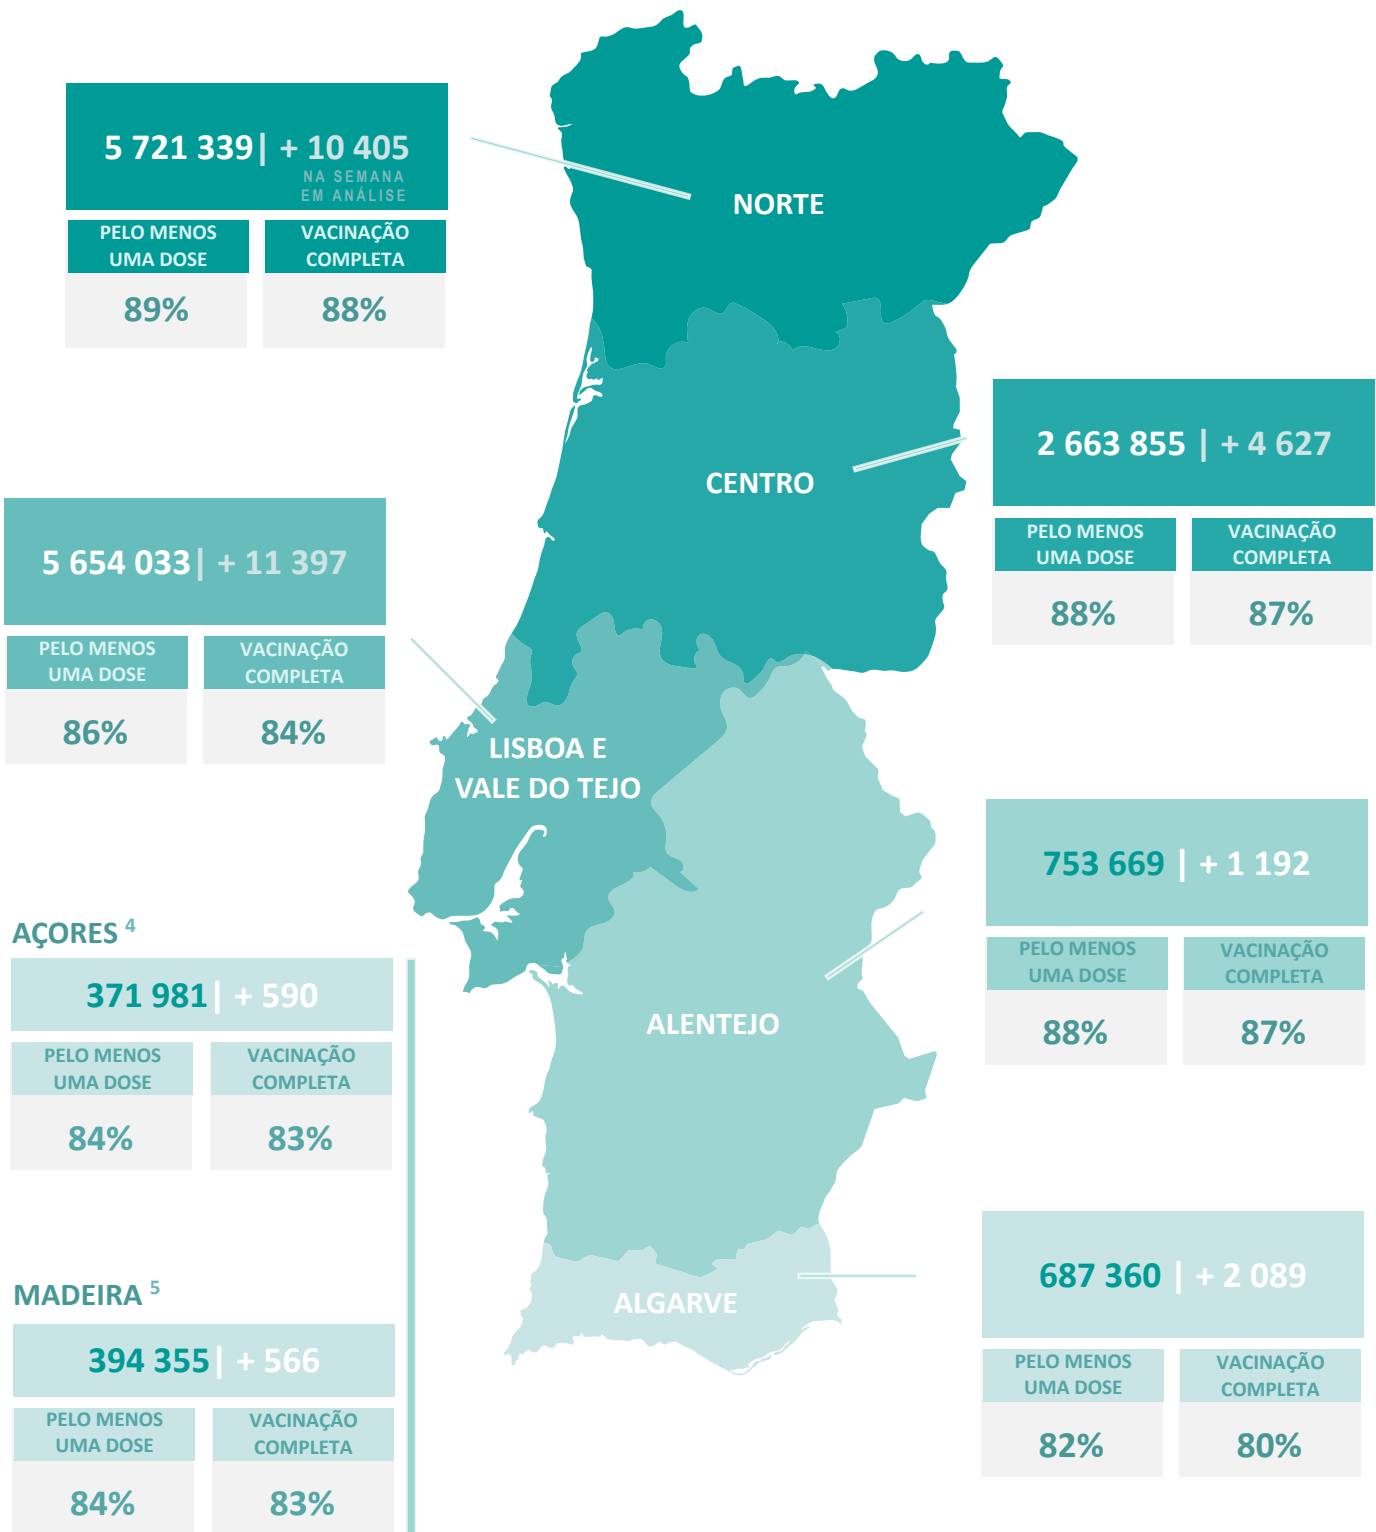 5 721 339| + 10 405
NA SEMANA
EM ANÁLISE
PELO MENOS
UMA DOSE
VACINAÇÃO
COMPLETA
89%
88%
NORTE
2 663 855 | + 4 627
PELO MENOS
UMA DOSE
VACINAÇÃO
COMPLETA
88%
87%
CENTRO
5 654 033| + 11 397
PELO MENOS
UMA DOSE
VACINAÇÃO
COMPLETA
86%
84%
LISBOA E
VALE DO TEJO
753 669 | + 1 192
PELO MENOS
UMA DOSE
VACINAÇÃO
COMPLETA
88%
87%
ALENTEJO
AÇORES 4
371 981| + 590
PELO MENOS
UMA DOSE
VACINAÇÃO
COMPLETA
84%
83%
687 360 | + 2 089
PELO MENOS
UMA DOSE
VACINAÇÃO
COMPLETA
82%
80%
ALGARVE
MADEIRA 5
394 355| + 566
PELO MENOS
UMA DOSE
VACINAÇÃO
COMPLETA
84%
83%